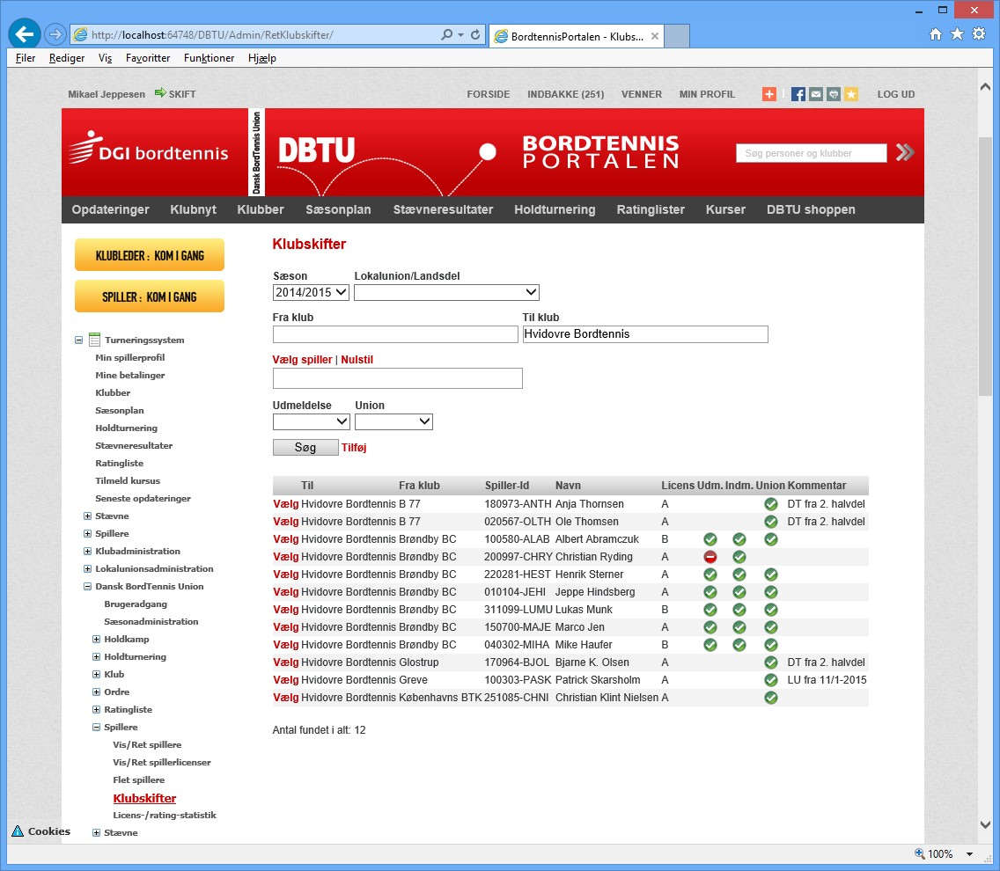 http://localhost:64748/DBTU/Admin/RetKlubskifter/
BordtennisPortalen - Klubs...
Filer Rediger Vis Favoritter Funktioner Hjælp
Mikael Jeppesen SKIFT FORSIDE INDBAKKE (251) VENNER MIN PROFIL LOG UD
DGI bordtennis
Dansk BordTennis Union
DBTU
BORDTENNIS
PORTALEN
Søg personer og klubber
Opdateringer Klubnyt Klubber Sæsonplan Stævneresultater Holdturnering Ratinglister Kurser DBTU shoppen
KLUBLEDER : KOM I GANG
SPILLER : KOM I GANG
Turneringssystem
Min spillerprofil
Mine betalinger
Klubber
Sæsonplan
Holdturnering
Stævneresultater
Ratingliste
Tilmeld kursus
Seneste opdateringer
Stævne
Spillere
Klubadministration
Lokalunionsadministration
Dansk BordTennis Union
Brugeradgang
Sæsonadministration
Holdkamp
Holdturnering
Klub
Ordre
Ratingliste
Spillere
Vis/Ret spillere
Vis/Ret spillerlicenser
Flet spillere
Klubskifter
Licens-/rating-statistik
Stævne
Klubskifter
Sæson Lokalunion/Landsdel
2014/2015
Fra klub Til klub
Hvidovre Bordtennis
Vælg spiller | Nulstil
Udmeldelse Union
Søg Tilføj
Til Fra klub Spiller-Id Navn Licens Udm. Indm. Union Kommentar
Vælg Hvidovre Bordtennis B 77 180973-ANTH Anja Thornsen A DT fra 2. halvdel
Vælg Hvidovre Bordtennis B 77 020567-OLTH Ole Thomsen A DT fra 2. halvdel
Vælg Hvidovre Bordtennis Brøndby BC 100580-ALAB Albert Abramczuk B
Vælg Hvidovre Bordtennis Brøndby BC 200997-CHRY Christian Ryding A
Vælg Hvidovre Bordtennis Brøndby BC 220281-HEST Henrik Sterner A
Vælg Hvidovre Bordtennis Brøndby BC 010104-JEHI Jeppe Hindsberg A
Vælg Hvidovre Bordtennis Brøndby BC 311099-LUMU Lukas Munk B
Vælg Hvidovre Bordtennis Brøndby BC 150700-MAJE Marco Jen A
Vælg Hvidovre Bordtennis Brøndby BC 040302-MIHA Mike Haufer B
Vælg Hvidovre Bordtennis Glostrup 170964-BJOL Bjarne K. Olsen A DT fra 2. halvdel
Vælg Hvidovre Bordtennis Greve 100303-PASK Patrick Skarsholm A LU fra 11/1-2015
Vælg Hvidovre Bordtennis Københavns BTK 251085-CHNI Christian Klint Nielsen A
Antal fundet i alt: 12
Cookies
100%